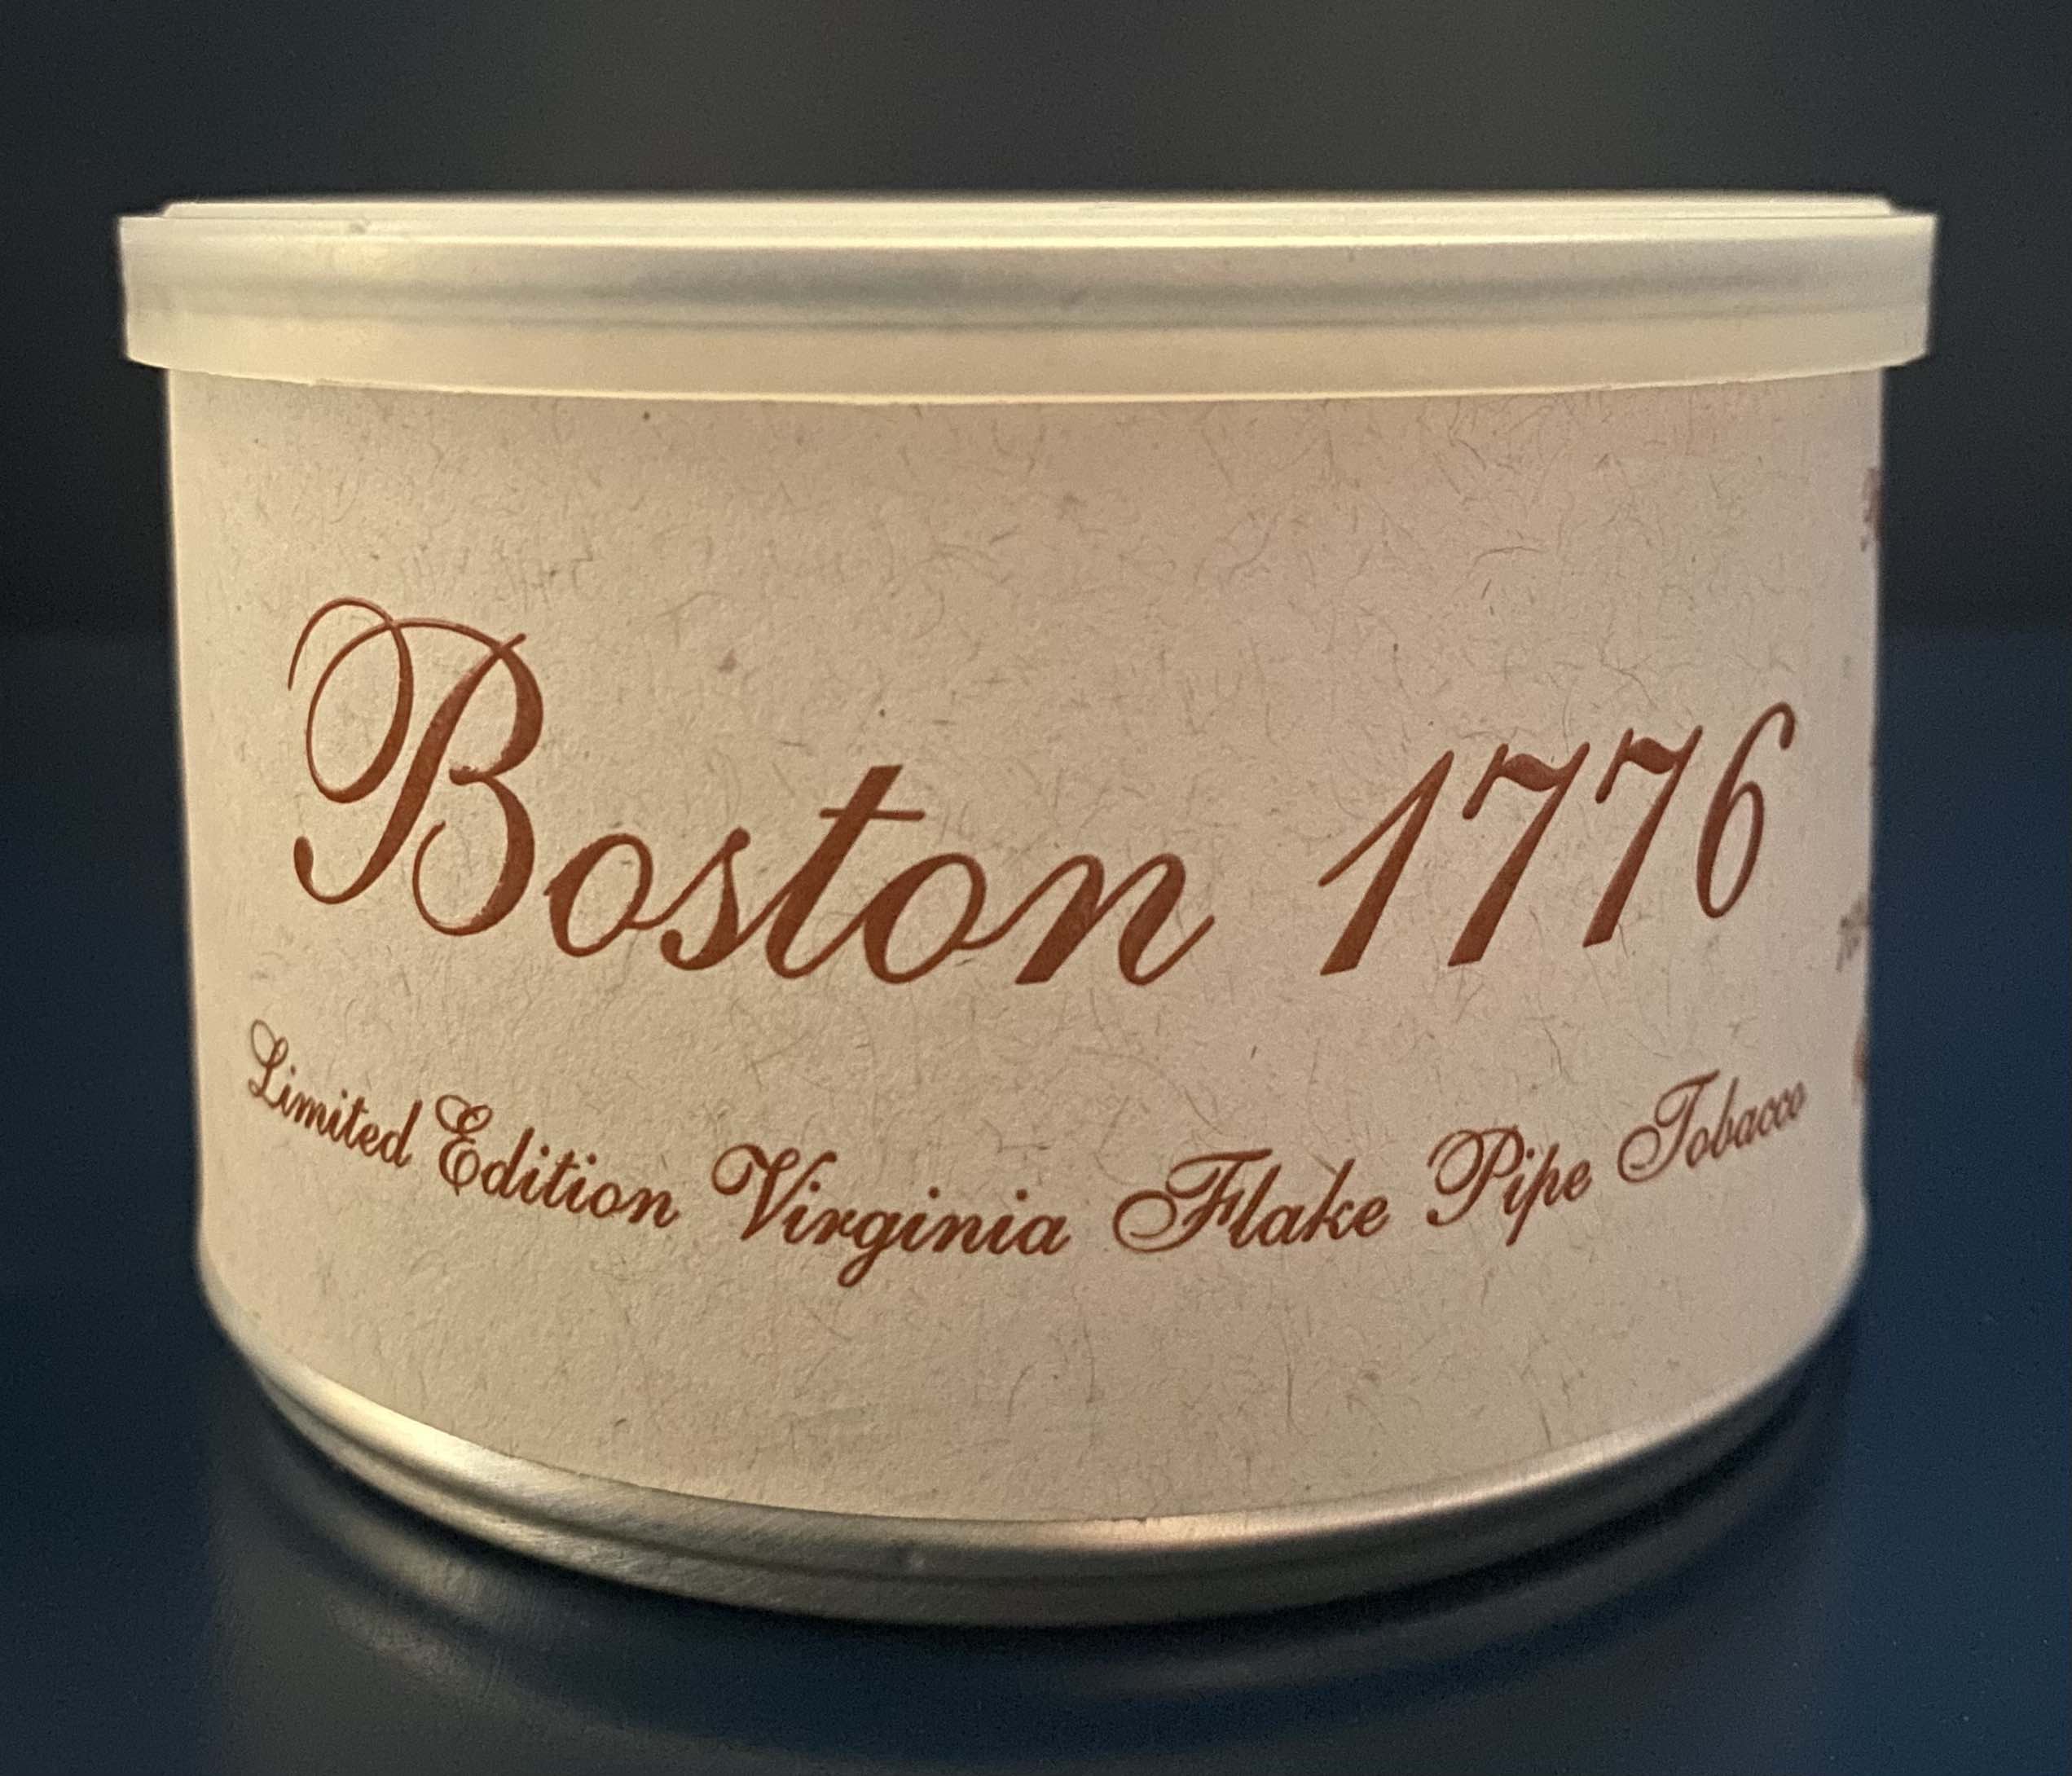 Boston 1776
Limited Edition Virginia Flake Pipe Tobacco